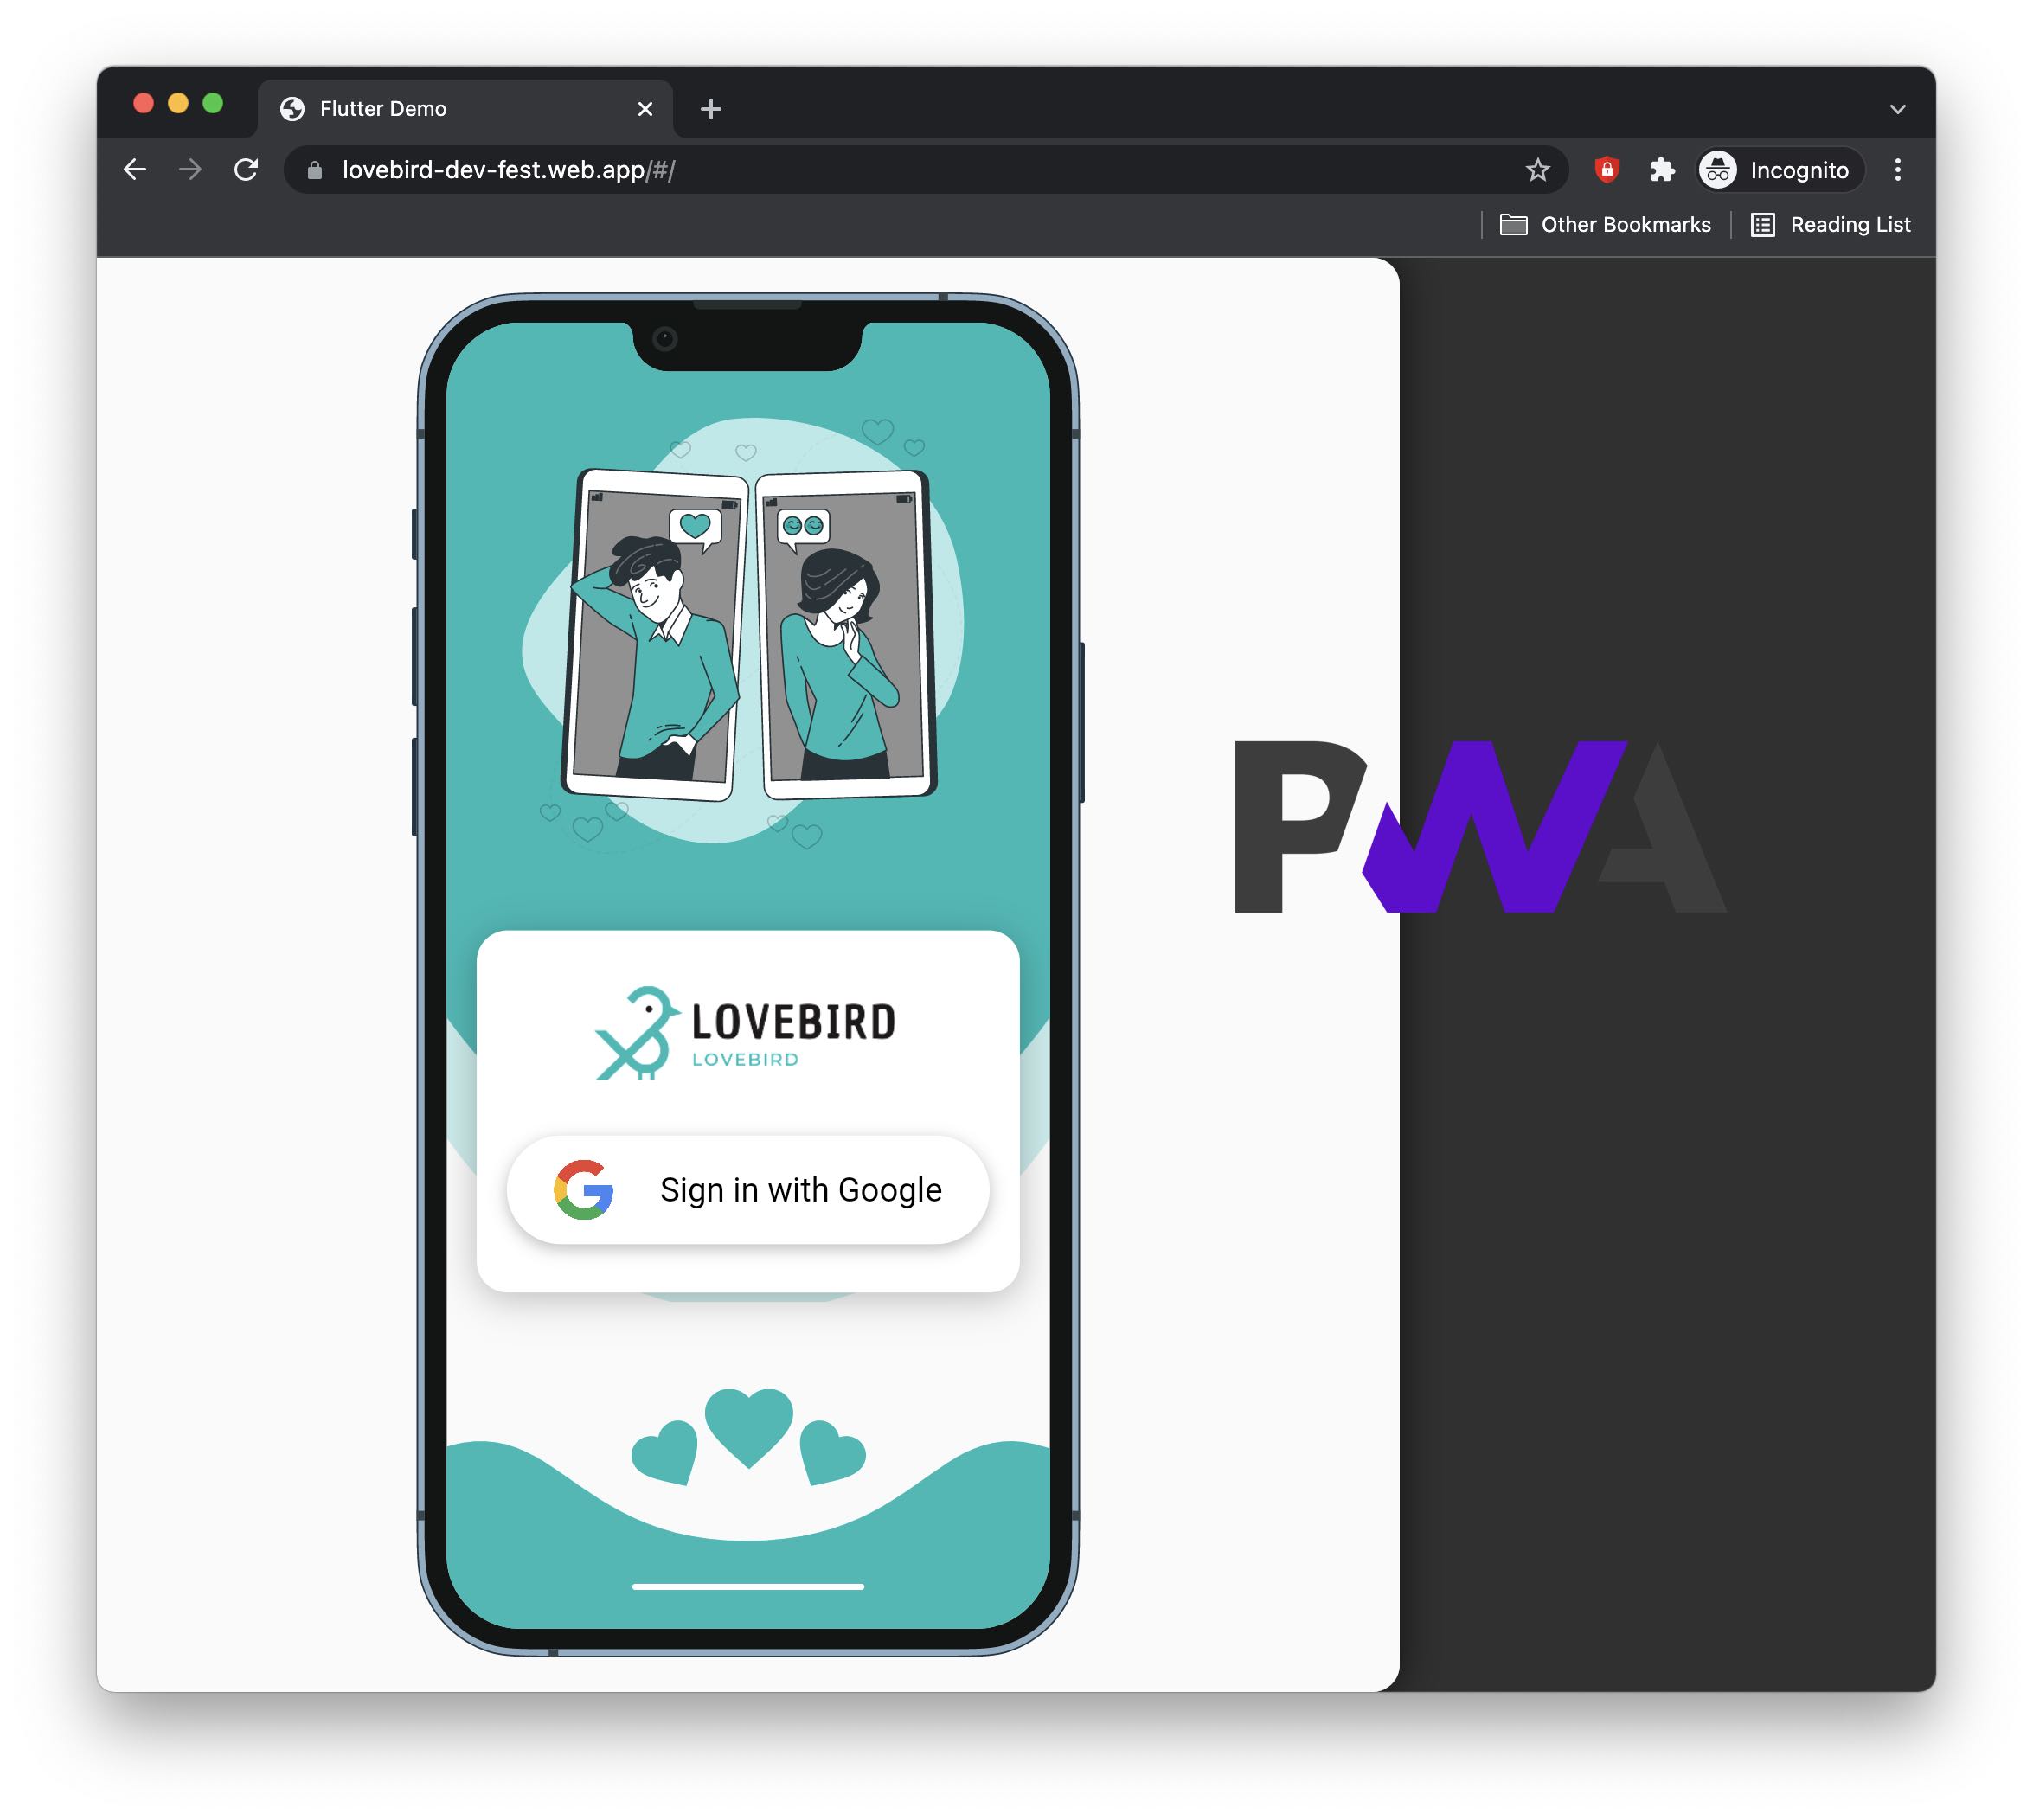 Flutter Demo
lovebird-dev-fest.web.app/#/
Incognito
Other Bookmarks
Reading List
PWA
LOVEBIRD
LOVEBIRD
Sign in with Google